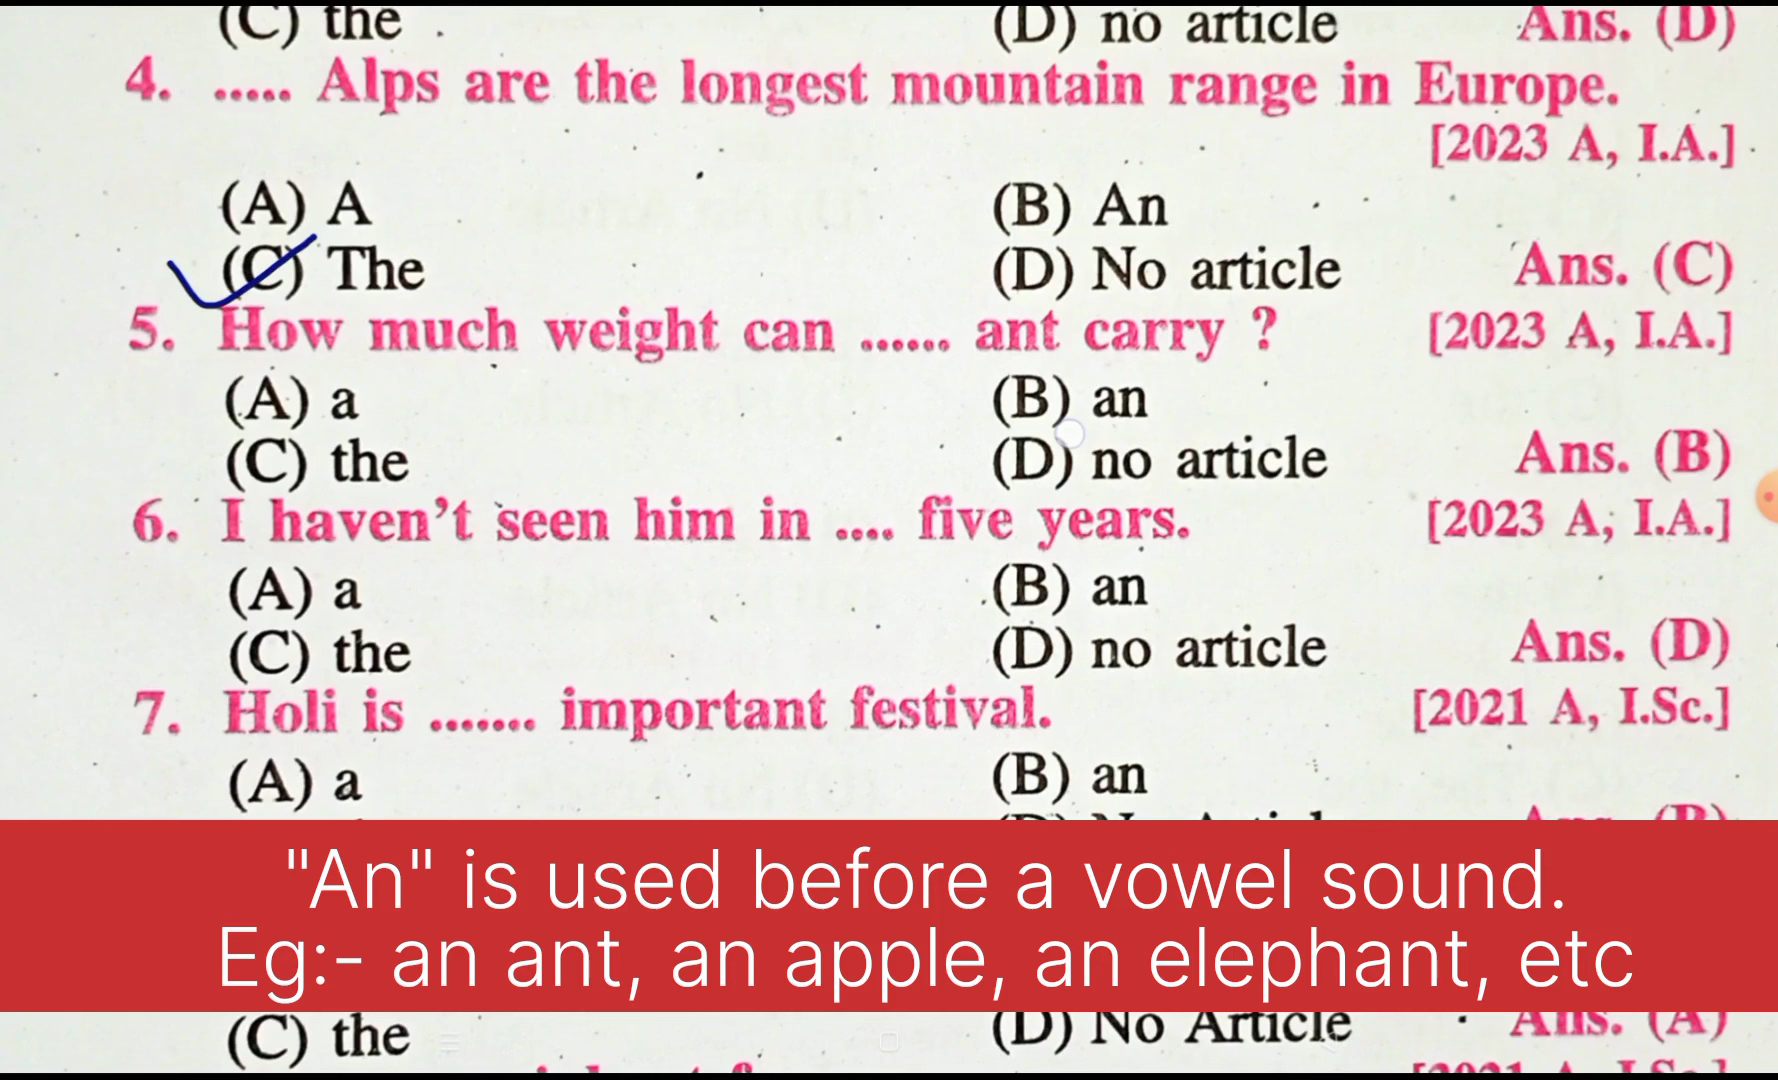 (C) the (D) no article Ans. (D)
4. ..... Alps are the longest mountain range in Europe.
[2023 A, I.A.]
(A) A (B) An
(C) The (D) No article Ans. (C)
5. How much weight can ...... ant carry ? [2023 A, I.A.]
(A) a (B) an
(C) the (D) no article Ans. (B)
6. I haven't seen him in .... five years. [2023 A, I.A.]
(A) a (B) an
(C) the (D) no article Ans. (D)
7. Holi is ....... important festival. [2021 A, I.Sc.]
(A) a (B) an
"An" is used before a vowel sound.
Eg:- an ant, an apple, an elephant, etc
(C) the (D) No Article Ans. (A)